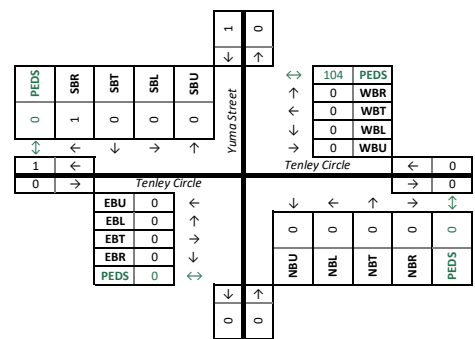 1 0
↓ ↑
PEDS SBR SBT SBL SBU
0 1 0 0 0
↕ ← ↓ → ↑
Yuma Street
↔ 104 PEDS
↑ 0 WBR
← 0 WBT
↓ 0 WBL
→ 0 WBU
1 ←
0 →
Tenley Circle
Tenley Circle
← 0
→ 0
EBU 0 ←
EBL 0 ↑
EBT 0 →
EBR 0 ↓
PEDS 0 ↔
↓ ← ↑ → ↕
0 0 0 0 0
NBU NBL NBT NBR PEDS
↓ ↑
0 0